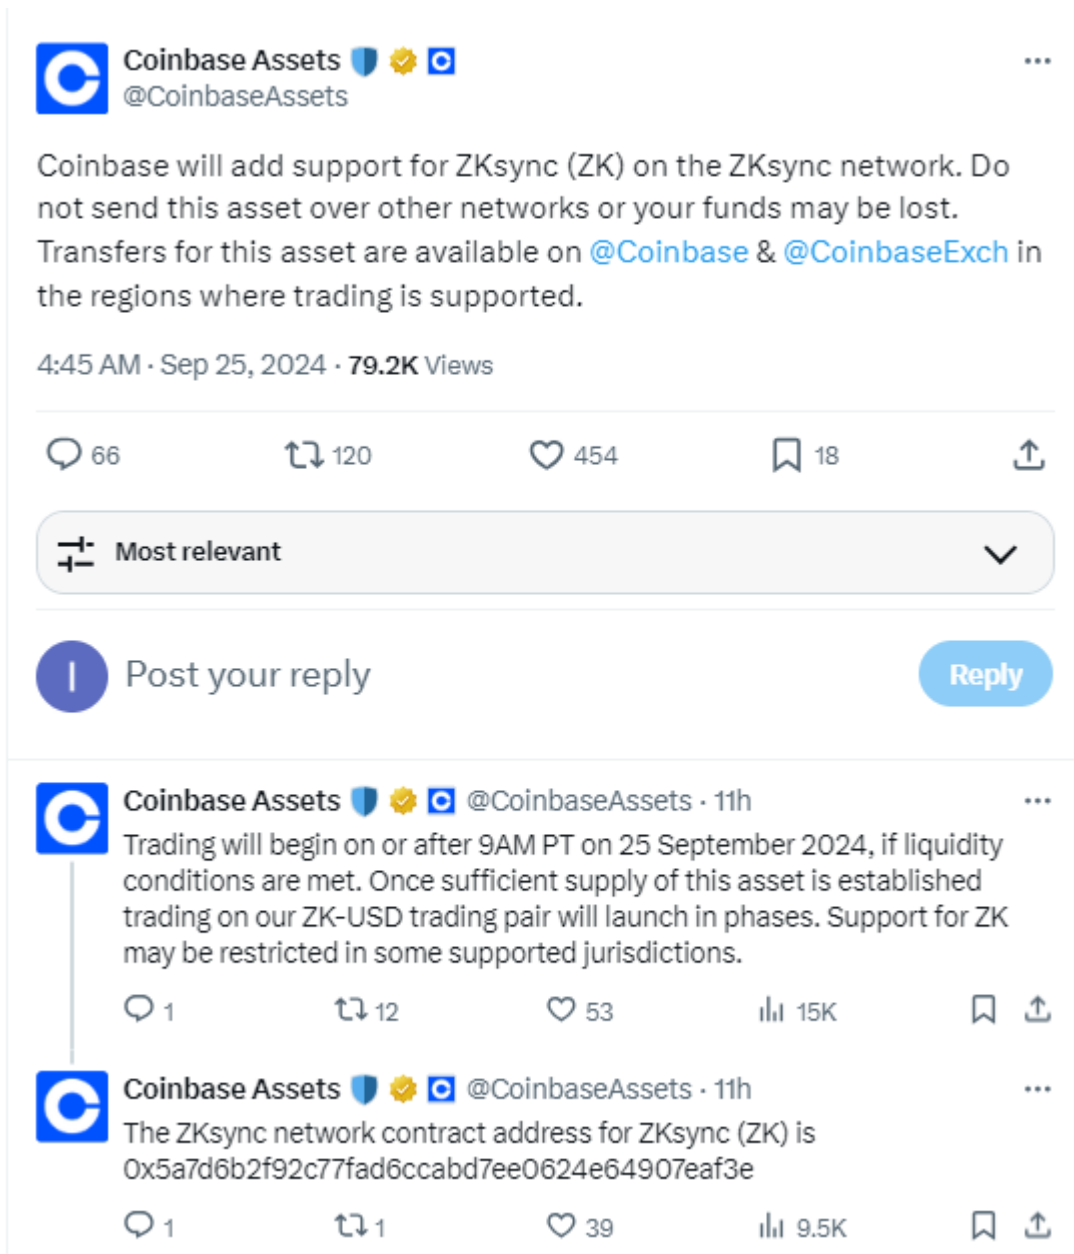 Coinbase Assets
@CoinbaseAssets
Coinbase will add support for ZKsync (ZK) on the ZKsync network. Do
not send this asset over other networks or your funds may be lost.
Transfers for this asset are available on @Coinbase & @CoinbaseExch in
the regions where trading is supported.
4:45 AM · Sep 25, 2024 · 79.2K Views
66 120 454 18
Most relevant
I Post your reply Reply
Coinbase Assets @CoinbaseAssets · 11h
Trading will begin on or after 9AM PT on 25 September 2024, if liquidity
conditions are met. Once sufficient supply of this asset is established
trading on our ZK-USD trading pair will launch in phases. Support for ZK
may be restricted in some supported jurisdictions.
1 12 53 15K
Coinbase Assets @CoinbaseAssets · 11h
The ZKsync network contract address for ZKsync (ZK) is
0x5a7d6b2f92c77fad6ccabd7ee0624e64907eaf3e
1 1 39 9.5K